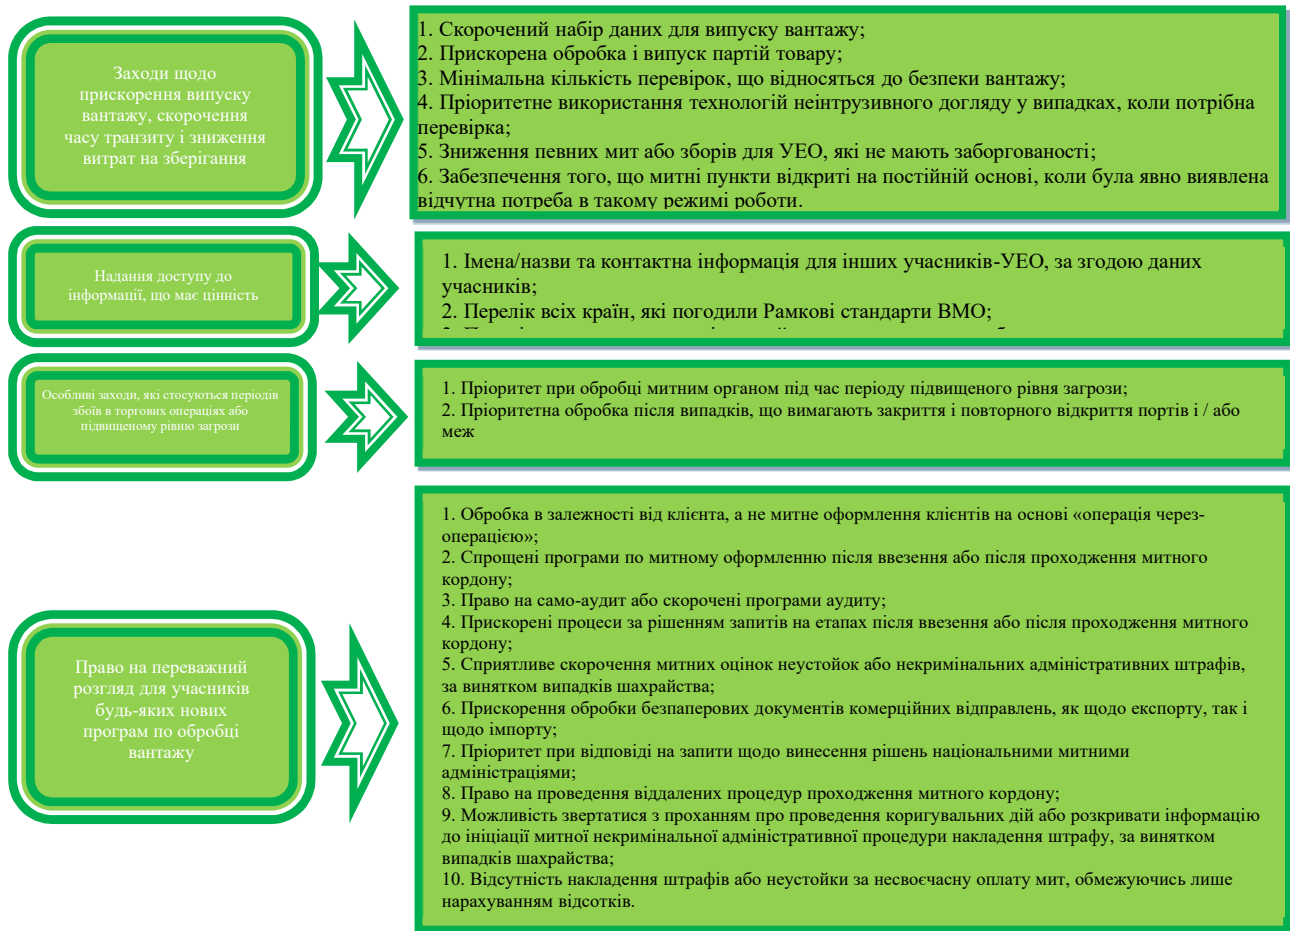 Заходи щодо
прискорення випуску
вантажу, скорочення
часу транзиту і зниження
витрат на зберігання
1. Скорочений набір даних для випуску вантажу;
2. Прискорена обробка і випуск партій товару;
3. Мінімальна кількість перевірок, що відносяться до безпеки вантажу;
4. Пріоритетне використання технологій неінтрузивного догляду у випадках, коли потрібна
перевірка;
5. Зниження певних мит або зборів для УЕО, які не мають заборгованості;
6. Забезпечення того, що митні пункти відкриті на постійній основі, коли була явно виявлена
відчутна потреба в такому режимі роботи.
Надання доступу до
інформації, що має цінність
1. Імена/назви та контактна інформація для інших учасників-УЕО, за згодою даних
учасників;
2. Перелік всіх країн, які погодили Рамкові стандарти ВМО;
Особливі заходи, які стосуються періодів
збоїв в торгових операціях або
підвищеному рівню загрози
1. Пріоритет при обробці митним органом під час періоду підвищеного рівня загрози;
2. Пріоритетна обробка після випадків, що вимагають закриття і повторного відкриття портів і / або
меж
Право на переважний
розгляд для учасників
будь-яких нових
програм по обробці
вантажу
1. Обробка в залежності від клієнта, а не митне оформлення клієнтів на основі «операція через-
операцією»;
2. Спрощені програми по митному оформленню після ввезення або після проходження митного
кордону;
3. Право на само-аудит або скорочені програми аудиту;
4. Прискорені процеси за рішенням запитів на етапах після ввезення або після проходження митного
кордону;
5. Сприятливе скорочення митних оцінок неустойок або некримінальних адміністративних штрафів,
за винятком випадків шахрайства;
6. Прискорення обробки безпаперових документів комерційних відправлень, як щодо експорту, так і
щодо імпорту;
7. Пріоритет при відповіді на запити щодо винесення рішень національними митними
адміністраціями;
8. Право на проведення віддалених процедур проходження митного кордону;
9. Можливість звертатися з проханням про проведення коригувальних дій або розкривати інформацію
до ініціації митної некримінальної адміністративної процедури накладення штрафу, за винятком
випадків шахрайства;
10. Відсутність накладення штрафів або неустойки за несвоєчасну оплату мит, обмежуючись лише
нарахуванням відсотків.